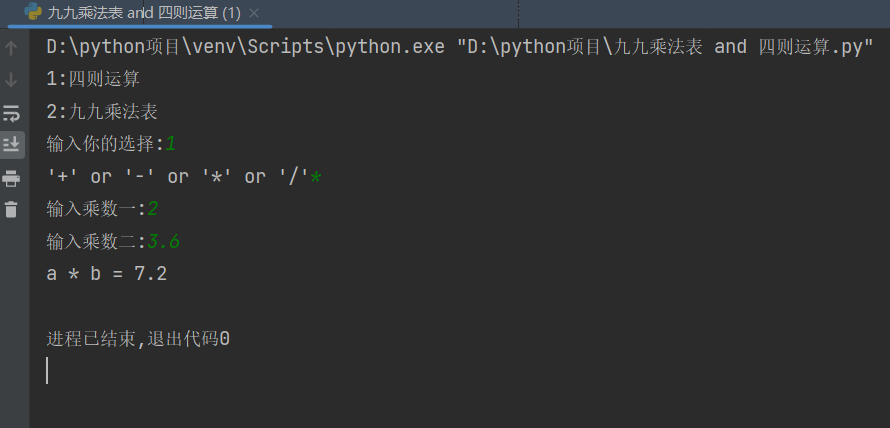 九九乘法表 and 四则运算 (1)
D:\python项目\venv\Scripts\python.exe "D:\python项目\九九乘法表 and 四则运算.py"
1:四则运算
2:九九乘法表
输入你的选择:1
'+' or '-' or '*' or '/'*
输入乘数一:2
输入乘数二:3.6
a * b = 7.2
进程已结束,退出代码0